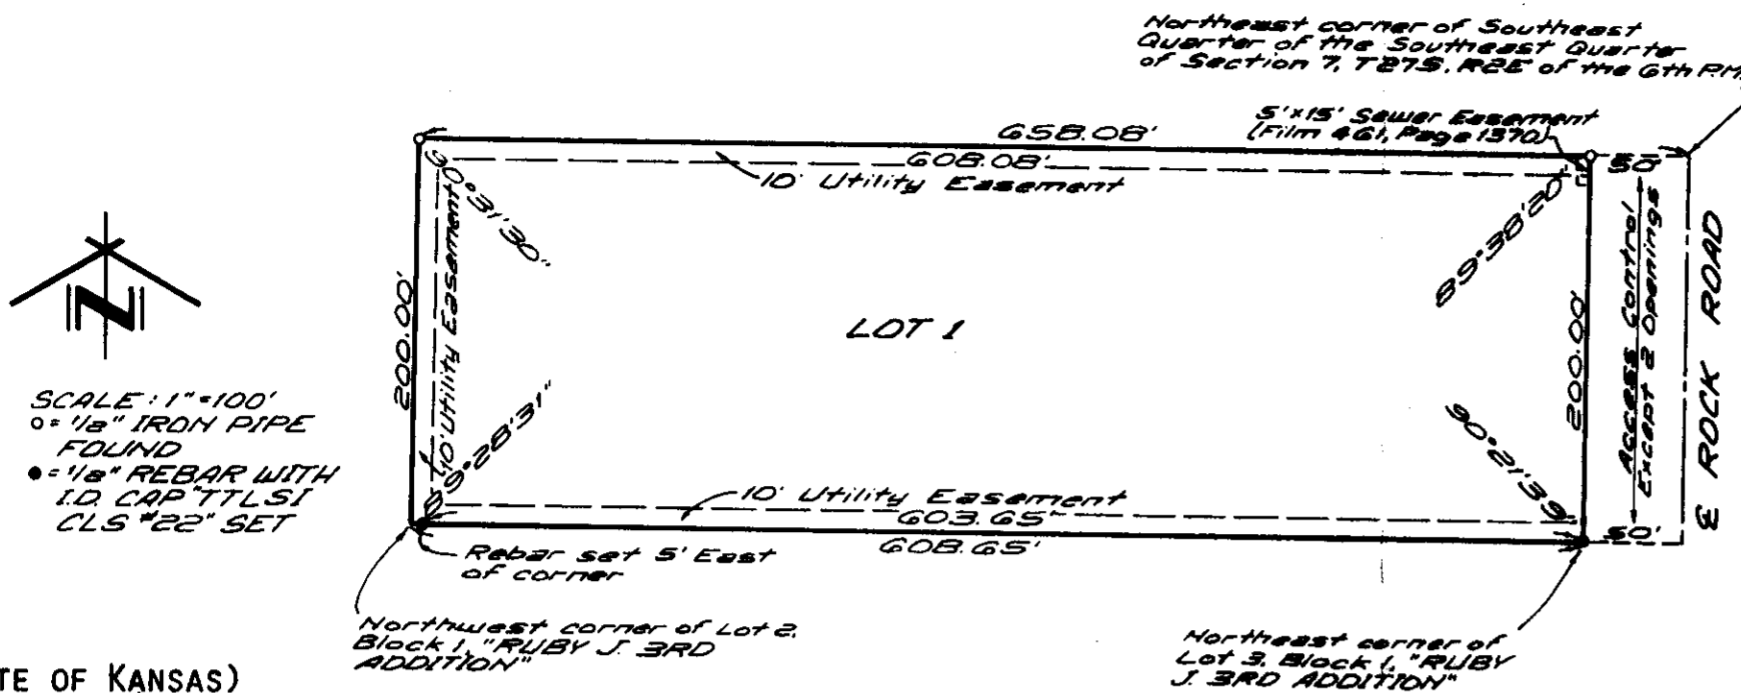 Northeast corner of Southeast
Quarter of the Southeast Quarter
of Section 7, T27S, R2E of the 6th P.M.
5'x15' Sewer Easement
(Film 461, Page 1370)
658.08'
608.08'
10' Utility Easement
50'
90°31'30"
89°38'20"
10' Utility Easement
200.00'
LOT 1
200.00'
Access Control
Except 2 Openings
℄ ROCK ROAD
N
SCALE: 1"=100'
o= 1/2" IRON PIPE
FOUND
●= 1/2" REBAR WITH
I.D. CAP "TTLSI
CLS #22" SET
89°28'31"
90°21'39"
10' Utility Easement
603.65'
608.65'
50'
Rebar set 5' East
of corner
Northwest corner of Lot 2,
Block 1, "RUBY J. 3RD
ADDITION"
Northeast corner of
Lot 3, Block 1, "RUBY
J. 3RD ADDITION"
TE OF KANSAS)